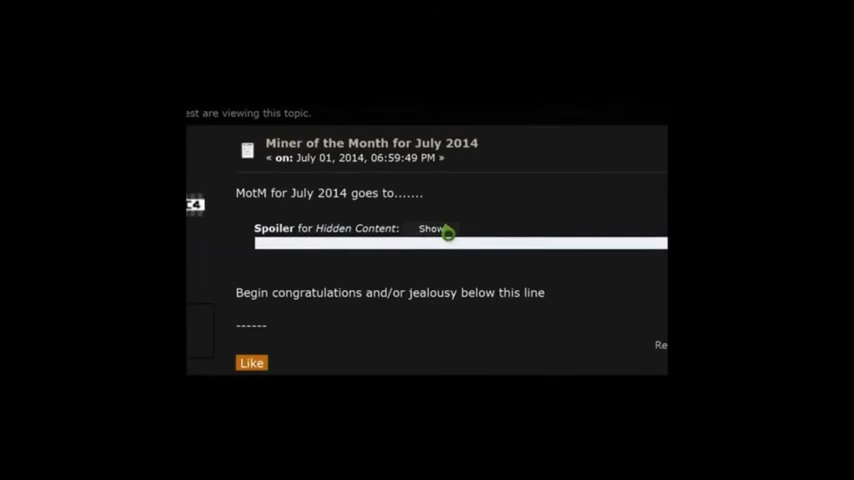 est are viewing this topic.
Miner of the Month for July 2014
« on: July 01, 2014, 06:59:49 PM »
MotM for July 2014 goes to.......
C4
Spoiler for Hidden Content: Show
Begin congratulations and/or jealousy below this line
------
Re
Like